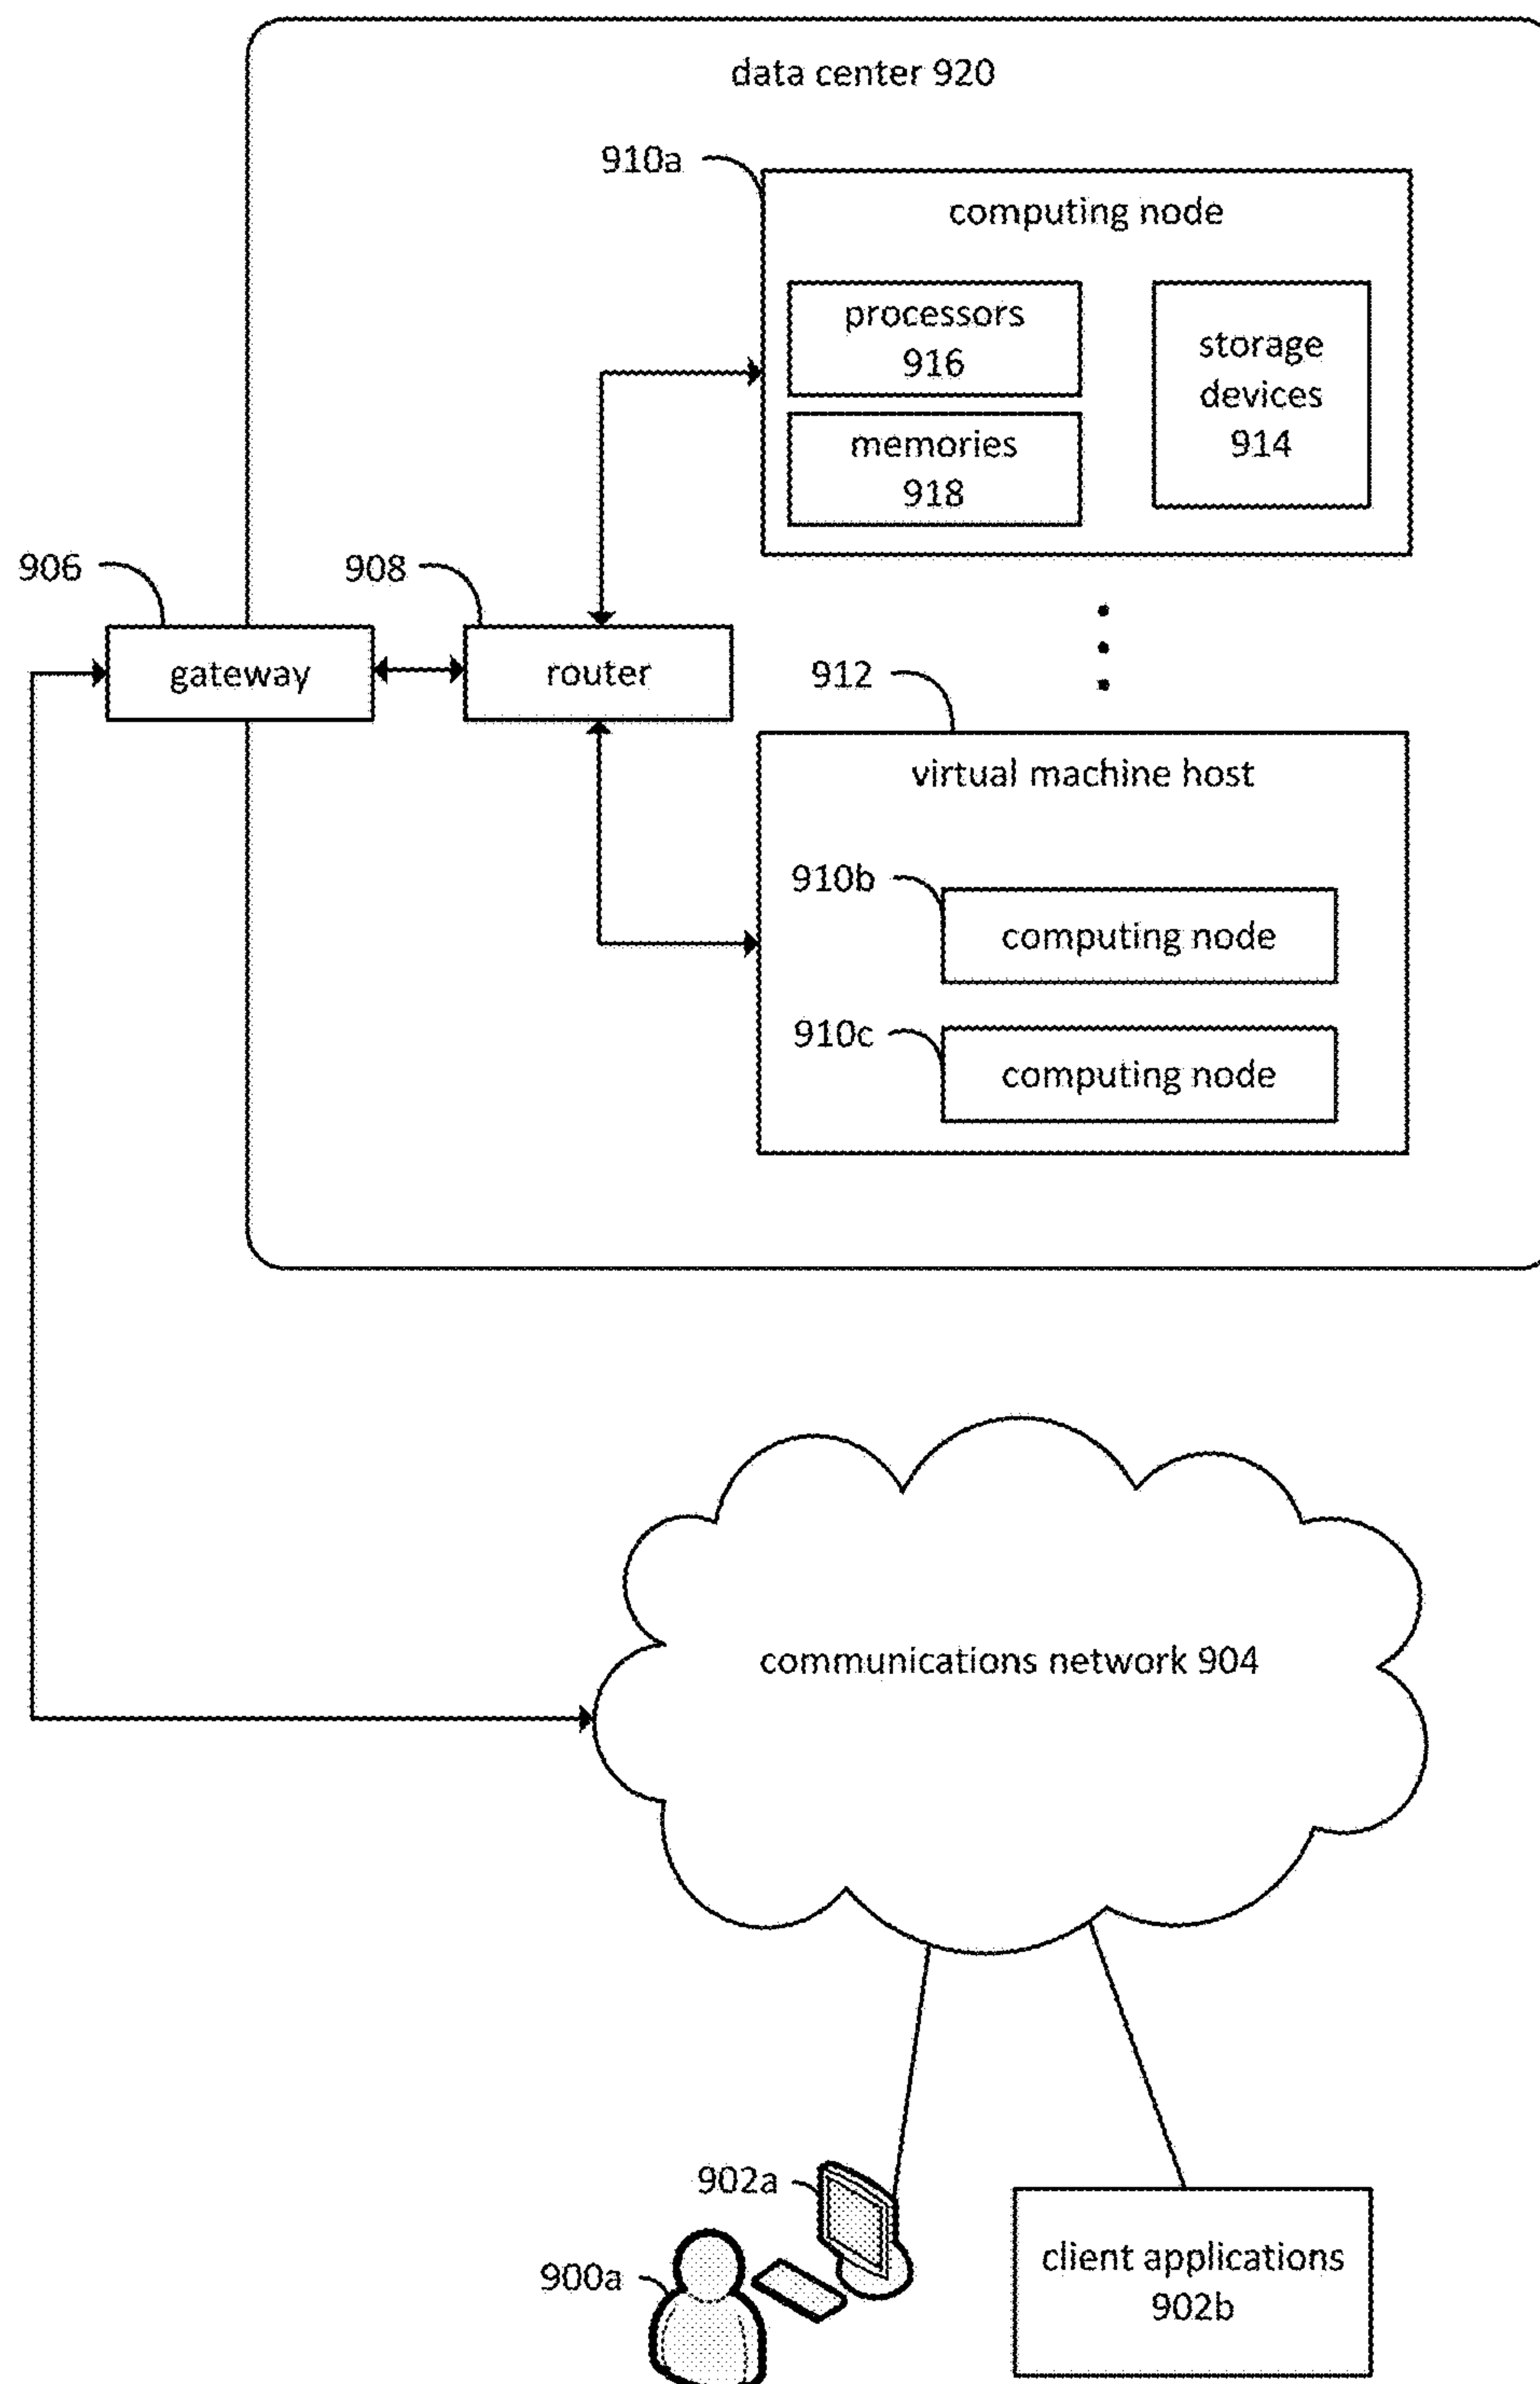 data center 920
910a
computing node
processors
916
storage
devices
914
memories
918
906
908
gateway
router
912
virtual machine host
910b
computing node
910c
computing node
communications network 904
902a
900a
client applications
902b